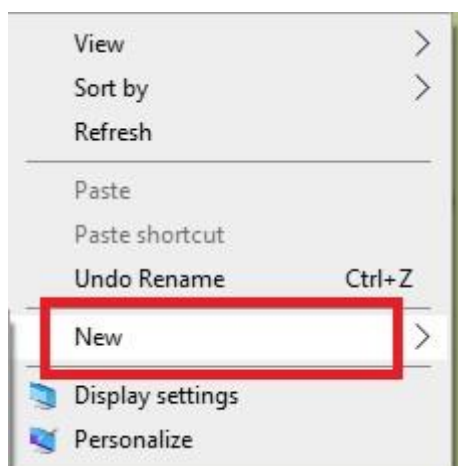 View
Sort by
Refresh
Paste
Paste shortcut
Undo Rename Ctrl+Z
New
Display settings
Personalize